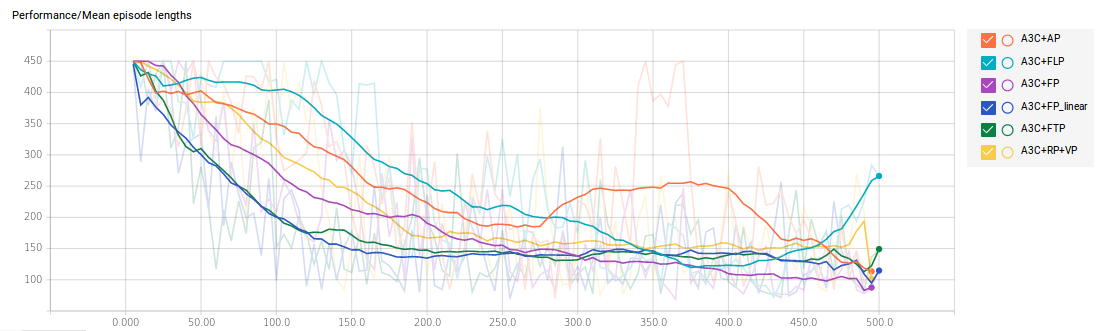 Performance/Mean episode lengths
450
400
350
300
250
200
150
100
0.000 50.00 100.0 150.0 200.0 250.0 300.0 350.0 400.0 450.0 500.0
A3C+AP
A3C+FLP
A3C+FP
A3C+FP_linear
A3C+FTP
A3C+RP+VP